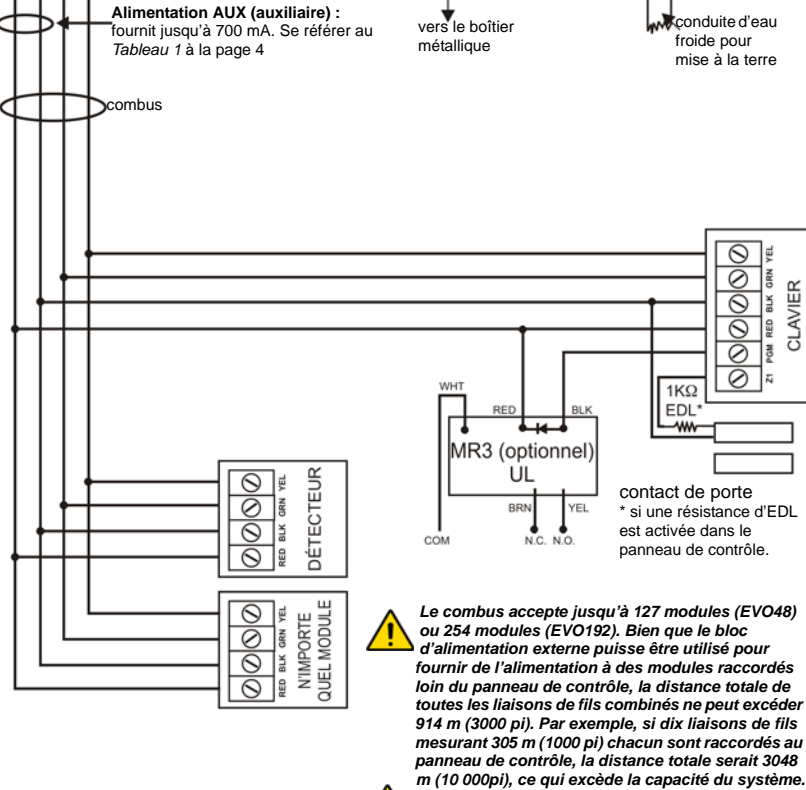 Alimentation AUX (auxiliaire) :
fournit jusqu'à 700 mA. Se référer au
Tableau 1 à la page 4
vers le boîtier
métallique
conduite d'eau
froide pour
mise à la terre
combus
YEL
GRN
BLK
RED
PGM
Z1
CLAVIER
1KΩ
EDL*
WHT
RED
BLK
MR3 (optionnel)
UL
BRN
YEL
COM
N.C.
N.O.
contact de porte
* si une résistance d'EDL
est activée dans le
panneau de contrôle.
YEL
GRN
BLK
RED
DÉTECTEUR
YEL
GRN
BLK
RED
N'IMPORTE
QUEL MODULE
Le combus accepte jusqu'à 127 modules (EVO48)
ou 254 modules (EVO192). Bien que le bloc
d'alimentation externe puisse être utilisé pour
fournir de l'alimentation à des modules raccordés
loin du panneau de contrôle, la distance totale de
toutes les liaisons de fils combinés ne peut excéder
914 m (3000 pi). Par exemple, si dix liaisons de fils
mesurant 305 m (1000 pi) chacun sont raccordés au
panneau de contrôle, la distance totale serait 3048
m (10 000pi), ce qui excède la capacité du système.